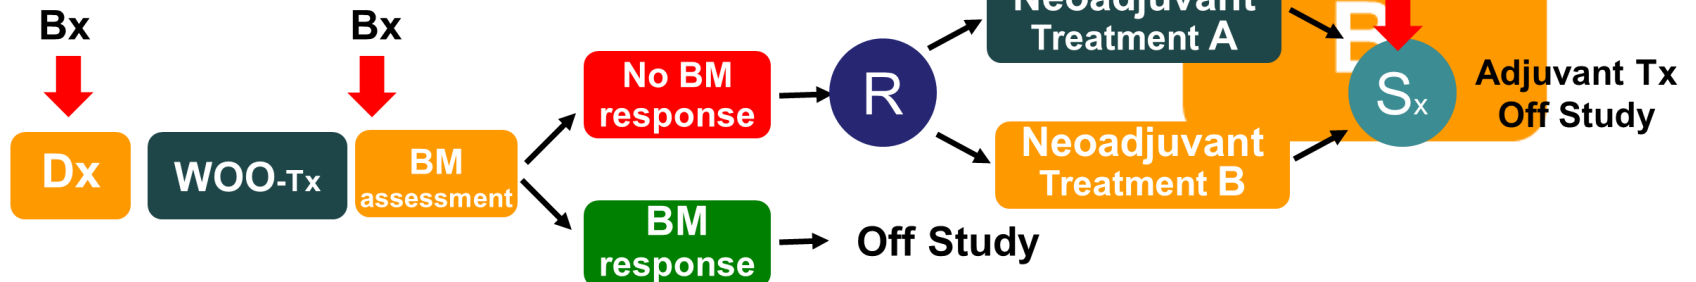 Bx
Bx
Dx
WOO-Tx
BM
assessment
No BM
response
BM
response
Off Study
R
Neoadjuvant
Treatment A
Neoadjuvant
Treatment B
B
Sx
Adjuvant Tx
Off Study